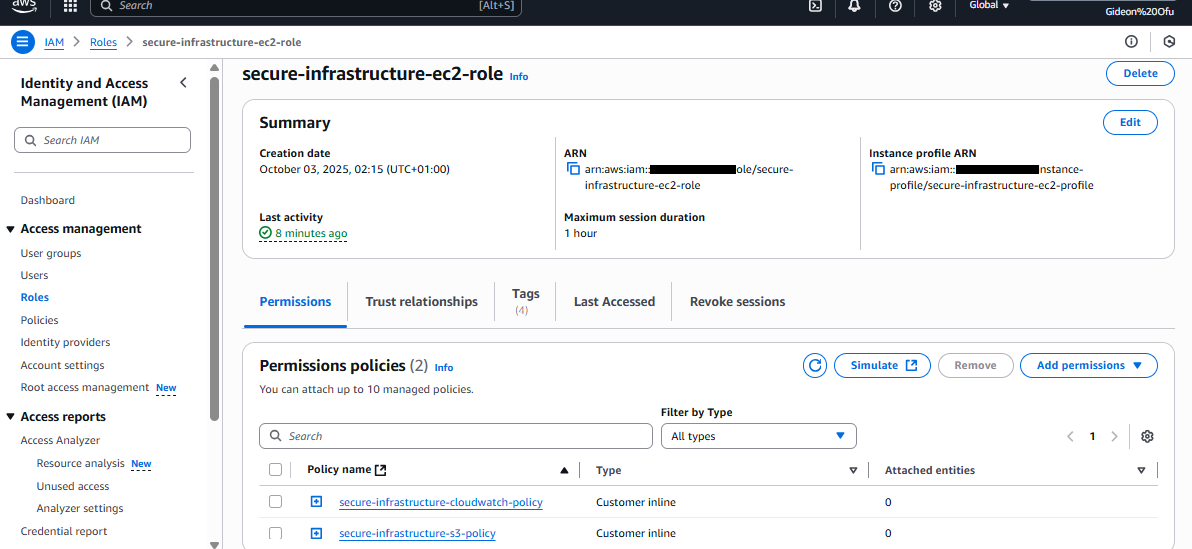 aws
Search
[Alt+S]
Global
Gideon%20Ofu
IAM > Roles > secure-infrastructure-ec2-role
Identity and Access
Management (IAM)
Search IAM
Dashboard
Access management
User groups
Users
Roles
Policies
Identity providers
Account settings
Root access management New
Access reports
Access Analyzer
Resource analysis New
Unused access
Analyzer settings
Credential report
secure-infrastructure-ec2-role Info
Delete
Summary
Edit
Creation date
October 03, 2025, 02:15 (UTC+01:00)
Last activity
8 minutes ago
ARN
arn:aws:iam::ole/secure-
infrastructure-ec2-role
Maximum session duration
1 hour
Instance profile ARN
arn:aws:iam::nstance-
profile/secure-infrastructure-ec2-profile
Permissions
Trust relationships
Tags
(4)
Last Accessed
Revoke sessions
Permissions policies (2) Info
You can attach up to 10 managed policies.
Simulate
Remove
Add permissions
Filter by Type
Search
All types
1
Policy name
Type
Attached entities
secure-infrastructure-cloudwatch-policy Customer inline 0
secure-infrastructure-s3-policy Customer inline 0